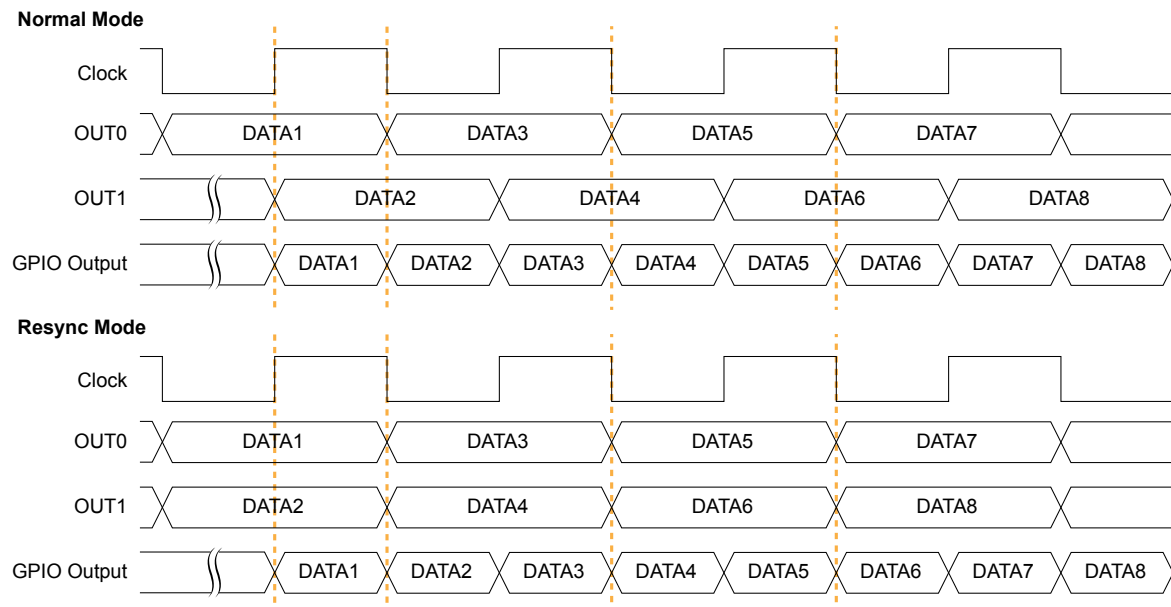 Normal Mode
Clock
OUT0 DATA1 DATA3 DATA5 DATA7
OUT1 DATA2 DATA4 DATA6 DATA8
GPIO Output DATA1 DATA2 DATA3 DATA4 DATA5 DATA6 DATA7 DATA8
Resync Mode
Clock
OUT0 DATA1 DATA3 DATA5 DATA7
OUT1 DATA2 DATA4 DATA6 DATA8
GPIO Output DATA1 DATA2 DATA3 DATA4 DATA5 DATA6 DATA7 DATA8